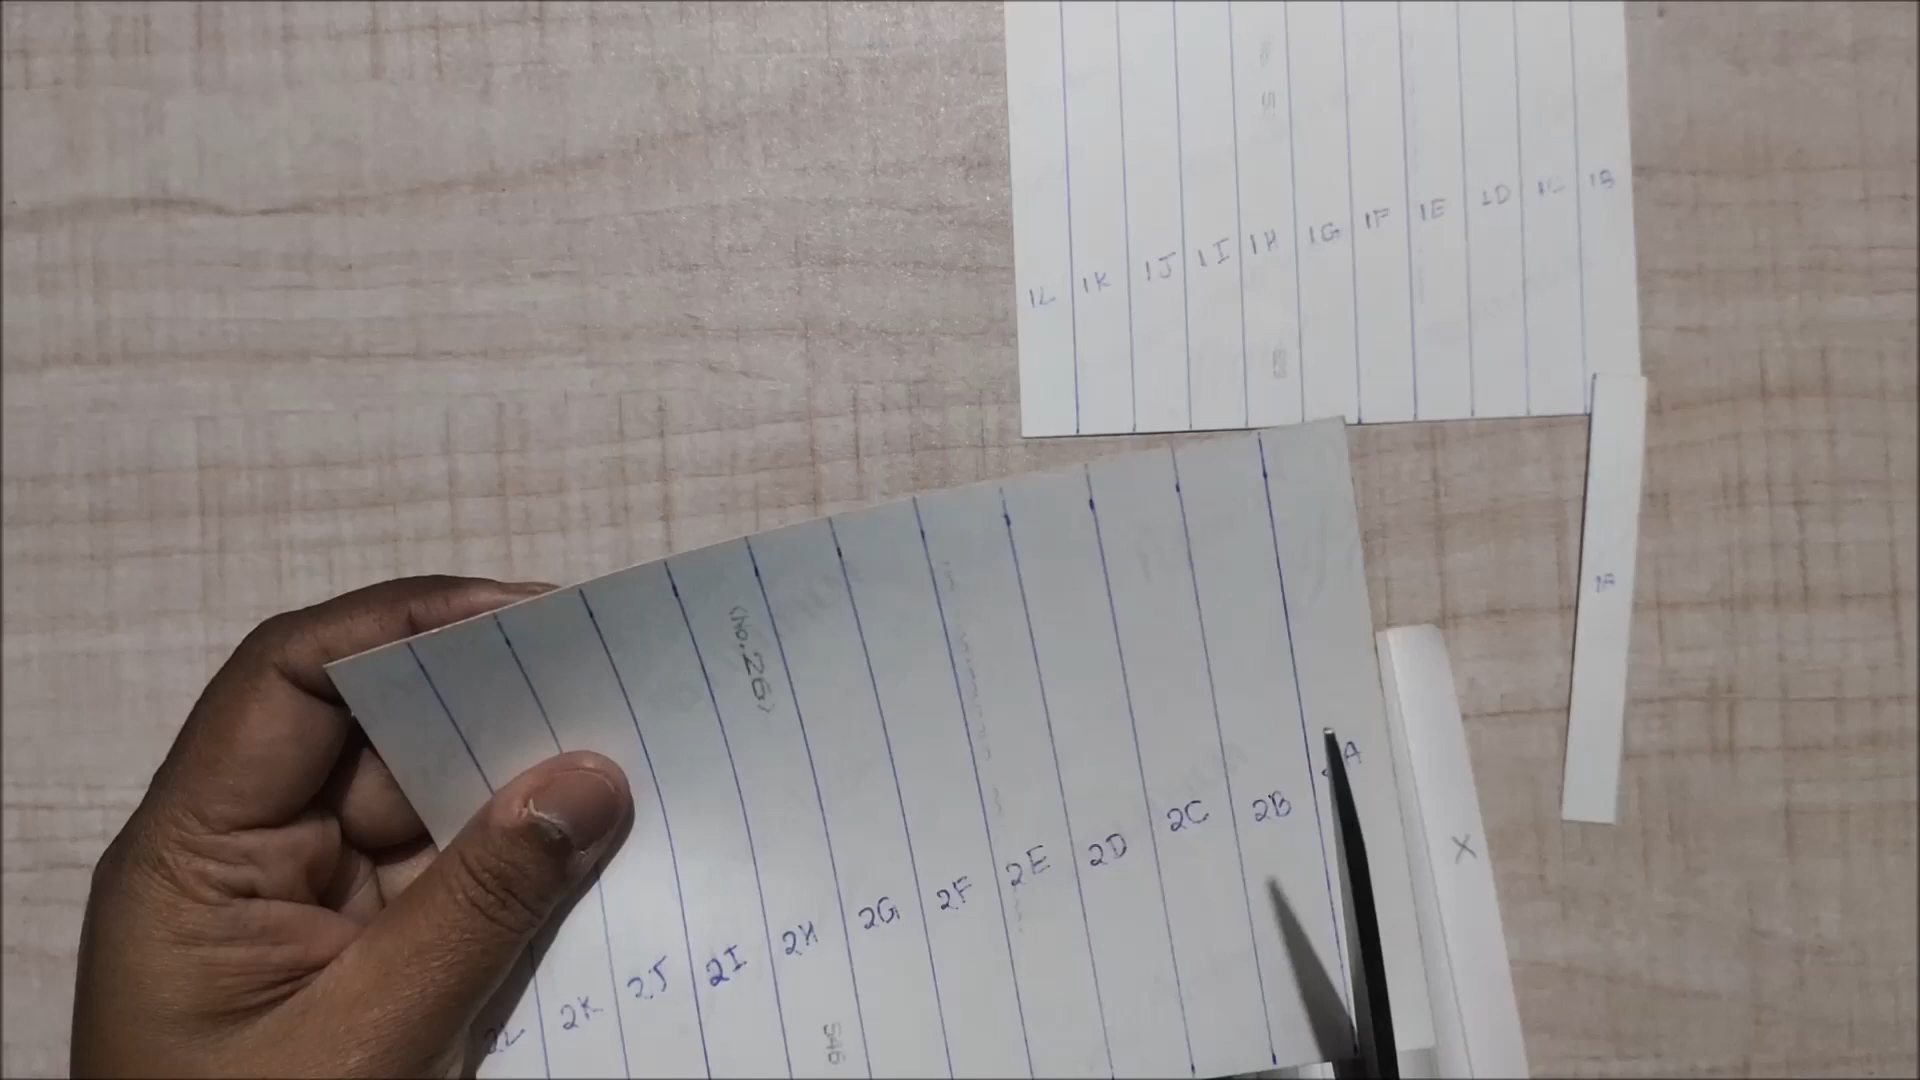 1L 1K 1J 1I 1H 1G 1F 1E 1D 1C 1B
1A
(No.26)
2L 2K 2J 2I 2H 2G 2F 2E 2D 2C 2B A
X
546